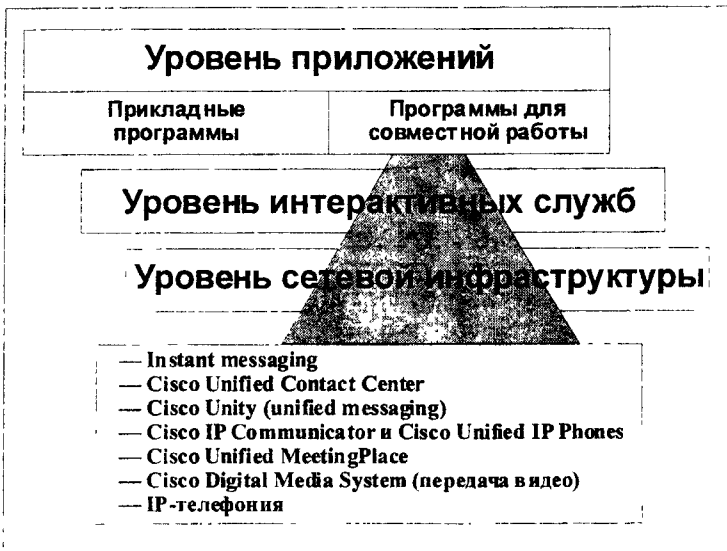 Уровень приложений
Прикладные программы
Программы для совместной работы
Уровень интерактивных служб
Уровень сетевой инфраструктуры
— Instant messaging
— Cisco Unified Contact Center
— Cisco Unity (unified messaging)
— Cisco IP Communicator и Cisco Unified IP Phones
— Cisco Unified MeetingPlace
— Cisco Digital Media System (передача видео)
— IP-телефония